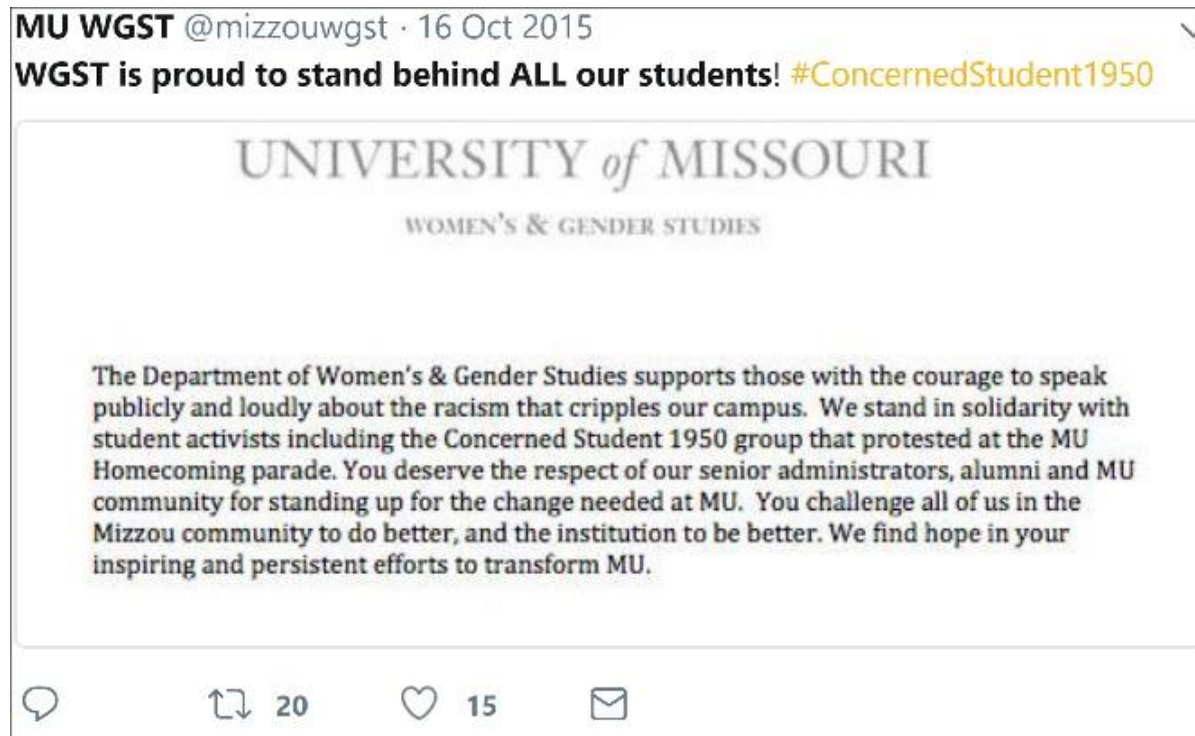 MU WGST @mizzouwgst · 16 Oct 2015
WGST is proud to stand behind ALL our students! #ConcernedStudent1950
UNIVERSITY of MISSOURI
WOMEN'S & GENDER STUDIES
The Department of Women's & Gender Studies supports those with the courage to speak
publicly and loudly about the racism that cripples our campus.  We stand in solidarity with
student activists including the Concerned Student 1950 group that protested at the MU
Homecoming parade. You deserve the respect of our senior administrators, alumni and MU
community for standing up for the change needed at MU.  You challenge all of us in the
Mizzou community to do better, and the institution to be better. We find hope in your
inspiring and persistent efforts to transform MU.
20 15